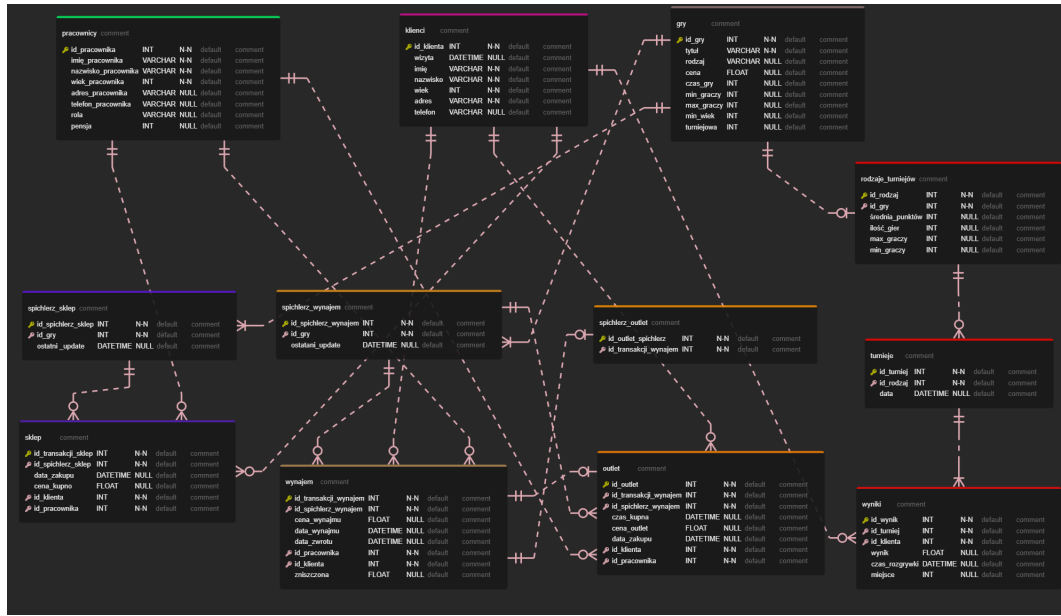 pracownicy comment
id_pracownika INT N-N default comment
imię_pracownika VARCHAR N-N default comment
nazwisko_pracownika VARCHAR N-N default comment
wiek_pracownika INT N-N default comment
adres_pracownika VARCHAR NULL default comment
telefon_pracownika VARCHAR NULL default comment
rola VARCHAR NULL default comment
pensja INT NULL default comment
klienci comment
id_klienta INT N-N default comment
wizyta DATETIME NULL default comment
imię VARCHAR N-N default comment
nazwisko VARCHAR N-N default comment
wiek INT N-N default comment
adres VARCHAR N-N default comment
telefon VARCHAR NULL default comment
gry comment
id_gry INT N-N default comment
tytuł VARCHAR N-N default comment
rodzaj VARCHAR NULL default comment
cena FLOAT NULL default comment
czas_gry INT NULL default comment
min_graczy INT NULL default comment
max_graczy INT NULL default comment
min_wiek INT NULL default comment
turniejowa INT NULL default comment
rodzaje_turniejów comment
id_rodzaj INT N-N default comment
id_gry INT N-N default comment
średnia_punktów INT NULL default comment
ilość_gier INT NULL default comment
max_graczy INT NULL default comment
min_graczy INT NULL default comment
spichlerz_sklep comment
id_spichlerz_sklep INT N-N default comment
id_gry INT N-N default comment
ostatni_update DATETIME NULL default comment
spichlerz_wynajem comment
id_spichlerz_wynajem INT N-N default comment
id_gry INT N-N default comment
ostatani_update DATETIME NULL default comment
spichlerz_outlet comment
id_outlet_spichlerz INT N-N default comment
id_transakcji_wynajem INT N-N default comment
turnieje comment
id_turniej INT N-N default comment
id_rodzaj INT N-N default comment
data DATETIME NULL default comment
sklep comment
id_transakcji_sklep INT N-N default comment
id_spichlerz_sklep INT N-N default comment
data_zakupu DATETIME NULL default comment
cena_kupno FLOAT NULL default comment
id_klienta INT N-N default comment
id_pracownika INT N-N default comment
wynajem comment
id_transakcji_wynajem INT N-N default comment
id_spichlerz_wynajem INT N-N default comment
cena_wynajmu FLOAT NULL default comment
data_wynajmu DATETIME NULL default comment
data_zwrotu DATETIME NULL default comment
id_pracownika INT N-N default comment
id_klienta INT N-N default comment
zniszczona FLOAT NULL default comment
outlet comment
id_outlet INT N-N default comment
id_transakcji_wynajem INT N-N default comment
id_spichlerz_wynajem INT N-N default comment
czas_kupna DATETIME NULL default comment
cena_outlet FLOAT NULL default comment
data_zakupu DATETIME NULL default comment
id_klienta INT N-N default comment
id_pracownika INT N-N default comment
wyniki comment
id_wynik INT N-N default comment
id_turniej INT N-N default comment
id_klienta INT N-N default comment
wynik FLOAT NULL default comment
czas_rozgrywki DATETIME NULL default comment
miejsce INT NULL default comment